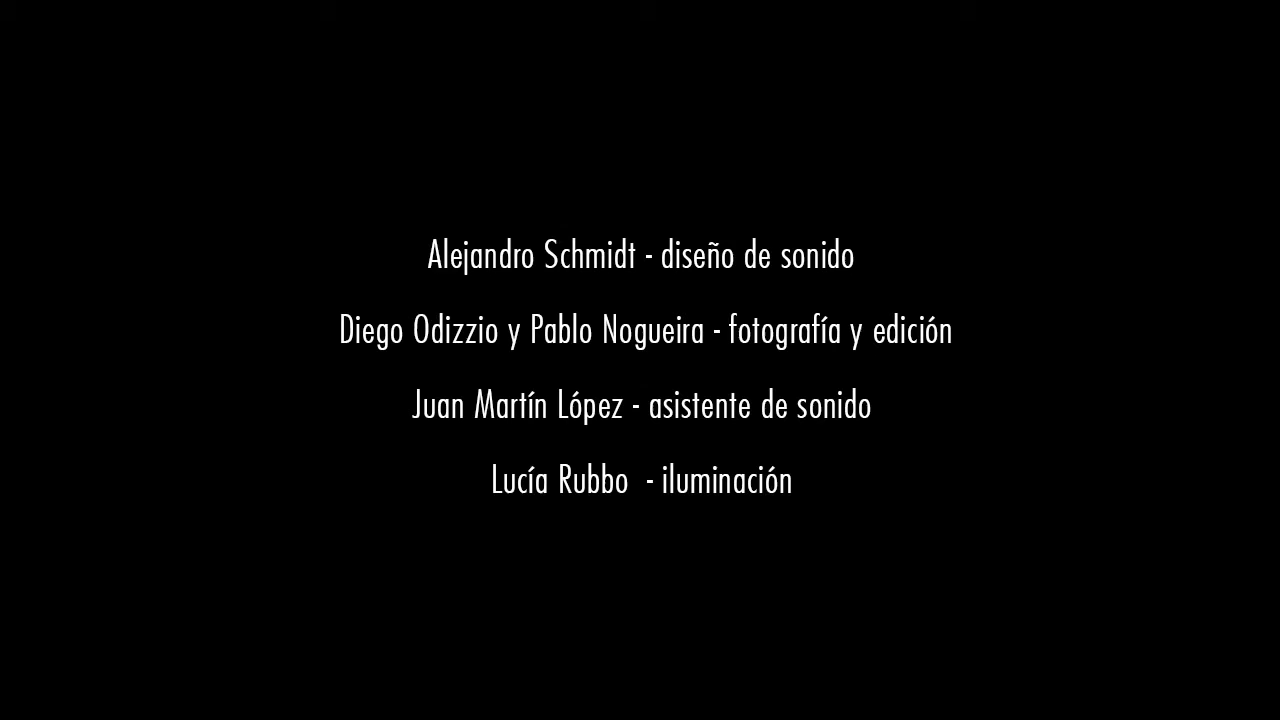 Alejandro Schmidt - diseño de sonido
Diego Odizzio y Pablo Nogueira - fotografía y edición
Juan Martín López - asistente de sonido
Lucía Rubbo  - iluminación